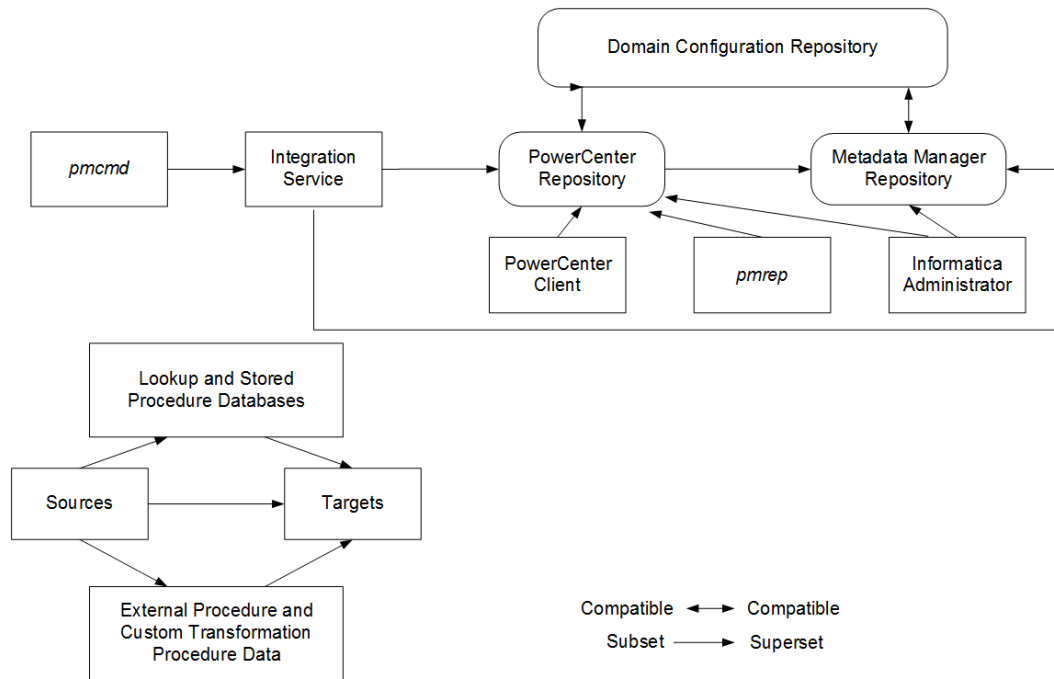 Domain Configuration Repository
pmcmd
Integration
Service
PowerCenter
Repository
Metadada Manager
Repository
PowerCenter
Client
pmrep
Informatica
Administrator
Lookup and Stored
Procedure Databases
Sources
Targets
External Procedure and
Custom Transformation
Procedure Data
Compatible
Compatible
Subset
Superset